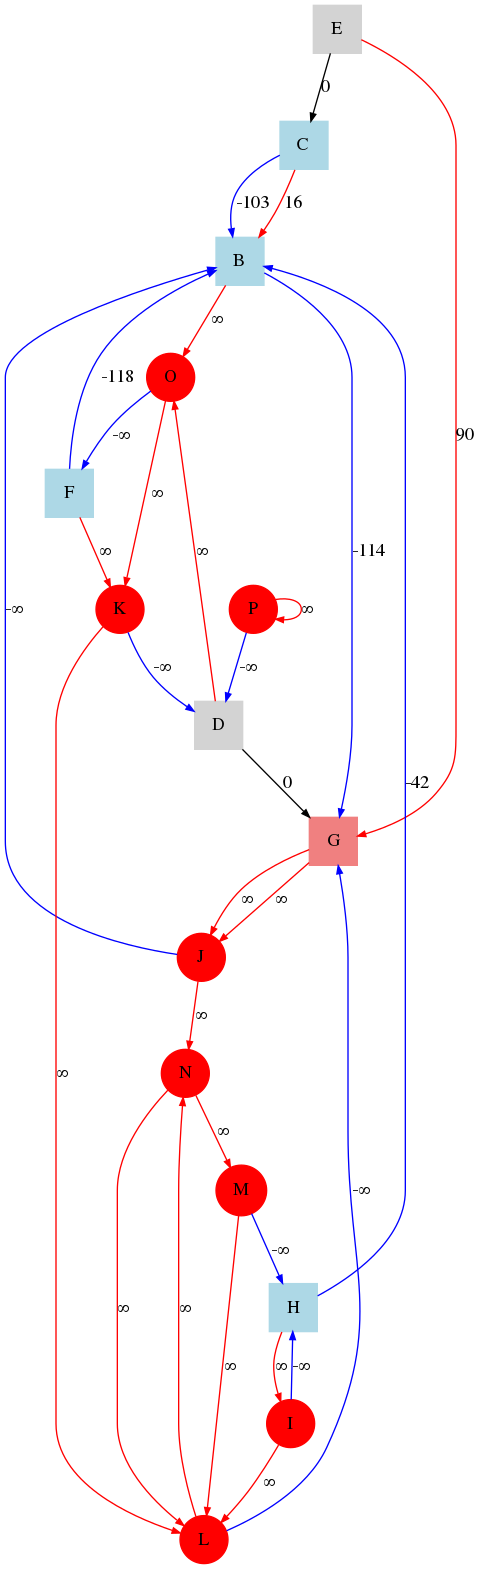 E
0
C
-103 16
B
∞
O
-118
-∞
90
F
∞ ∞ ∞ -114
K P ∞
-∞ -∞ -∞
D
0 -42
G
∞ ∞
J
∞
∞ N
∞
M -∞
-∞
H
∞ ∞
∞ ∞ -∞
I
∞
L